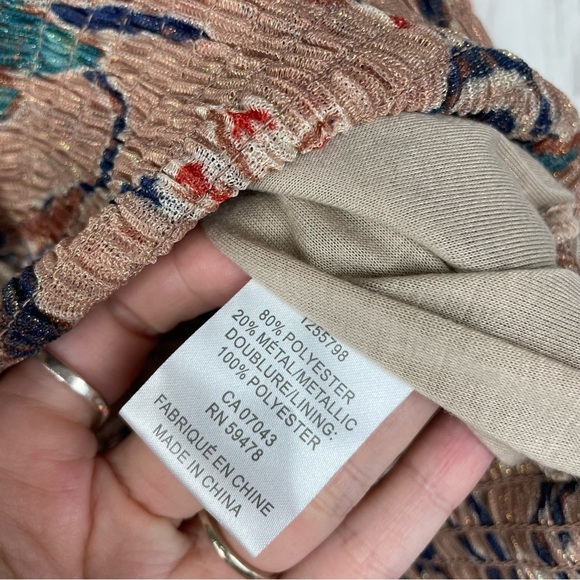 1255798
80% POLYESTER
20% MÉTAL/METALLIC
DOUBLURE/LINING:
100% POLYESTER
CA 07043
RN 59478
FABRIQUÉ EN CHINE
MADE IN CHINA